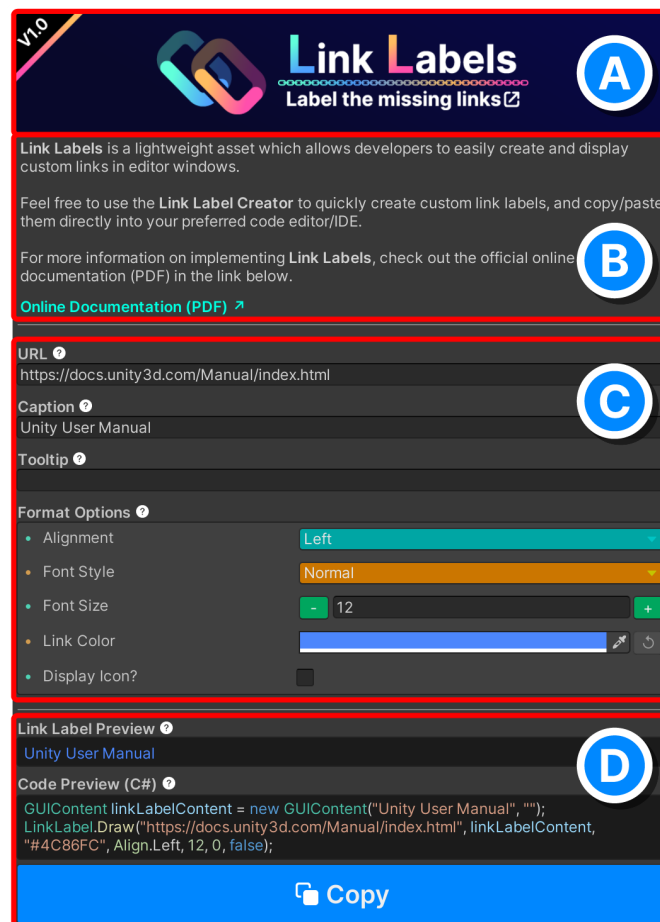 V1.0
Link Labels
Label the missing links
A
Link Labels is a lightweight asset which allows developers to easily create and display
custom links in editor windows.
Feel free to use the Link Label Creator to quickly create custom link labels, and copy/paste
them directly into your preferred code editor/IDE.
For more information on implementing Link Labels, check out the official online
documentation (PDF) in the link below.
B
Online Documentation (PDF) ↗
URL ?
https://docs.unity3d.com/Manual/index.html
C
Caption ?
Unity User Manual
Tooltip ?
Format Options ?
• Alignment Left
• Font Style Normal
• Font Size - 12 +
• Link Color
• Display Icon?
Link Label Preview ?
Unity User Manual
D
Code Preview (C#) ?
GUIContent linkLabelContent = new GUIContent("Unity User Manual", "");
LinkLabel.Draw("https://docs.unity3d.com/Manual/index.html", linkLabelContent,
"#4C86FC", Align.Left, 12, 0, false);
Copy